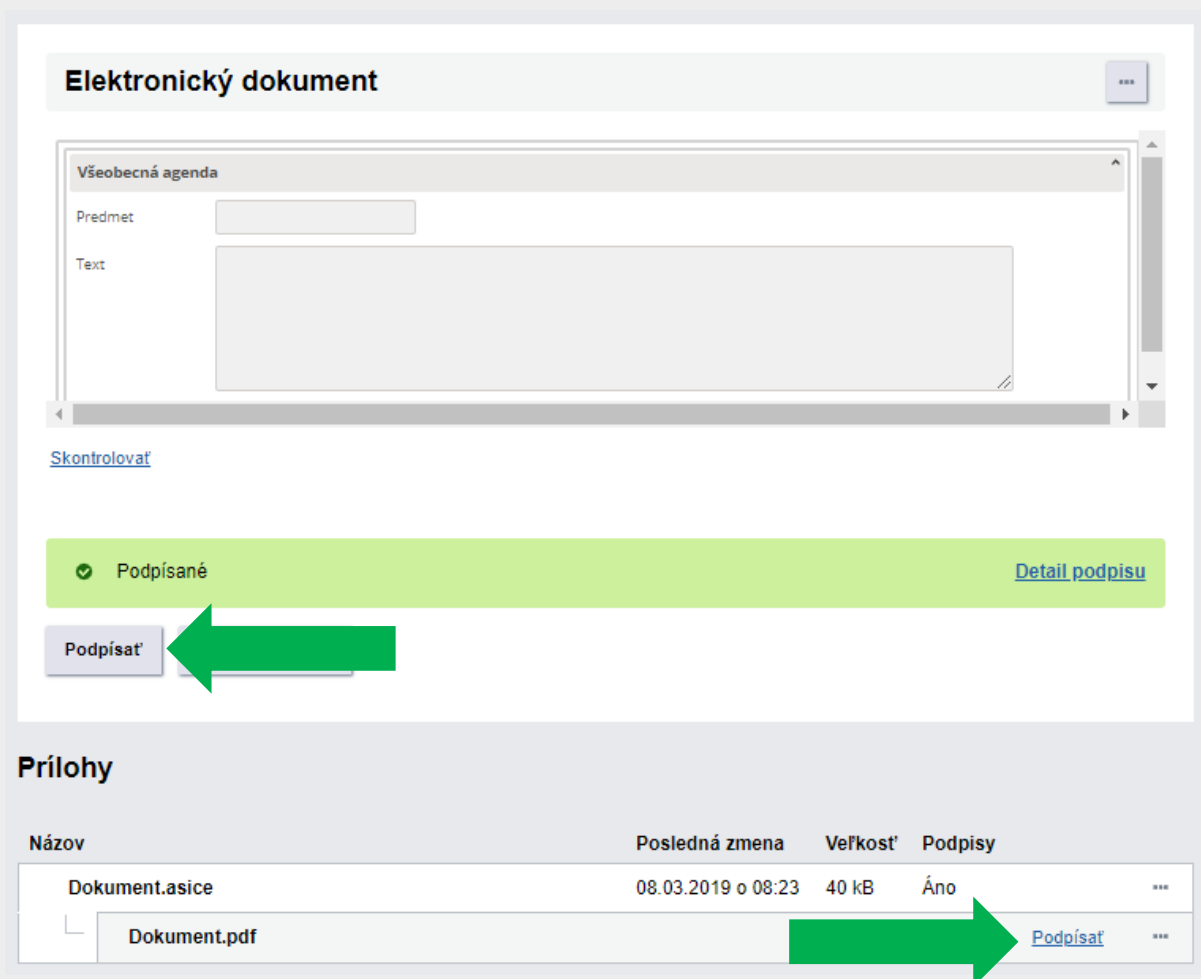 Elektronický dokument
Všeobecná agenda
Predmet
Text
Skontrolovať
Podpísané Detail podpisu
Podpísať
Prílohy
Názov Posledná zmena Veľkosť Podpisy
Dokument.asice 08.03.2019 o 08:23 40 kB Áno
Dokument.pdf Podpísať